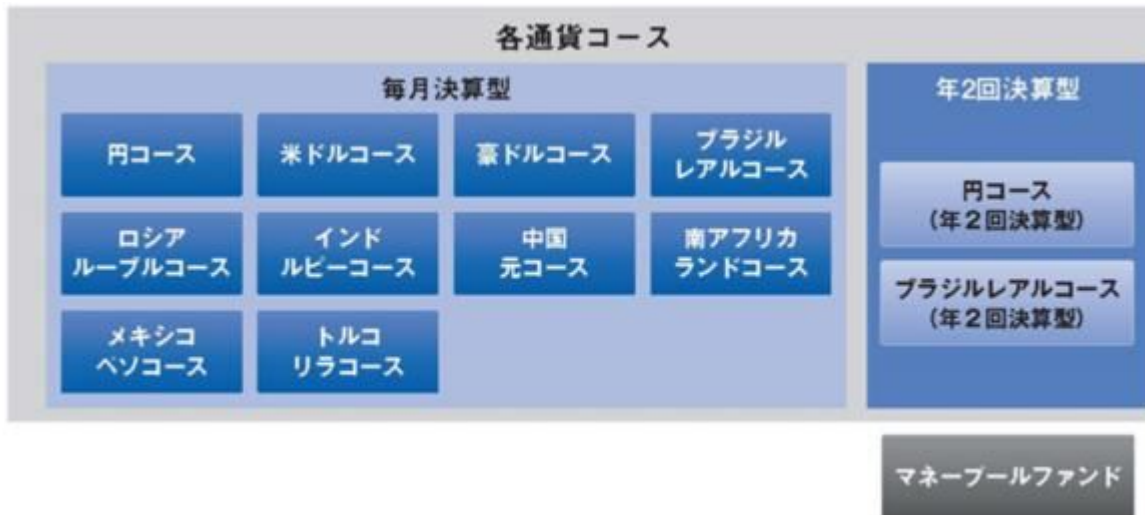 各通貨コース
毎月決算型
円コース
米ドルコース
豪ドルコース
ブラジル
レアルコース
ロシア
ルーブルコース
インド
ルピーコース
中国
元コース
南アフリカ
ランドコース
メキシコ
ペソコース
トルコ
リラコース
年2回決算型
円コース
(年2回決算型)
ブラジルレアルコース
(年2回決算型)
マネープールファンド